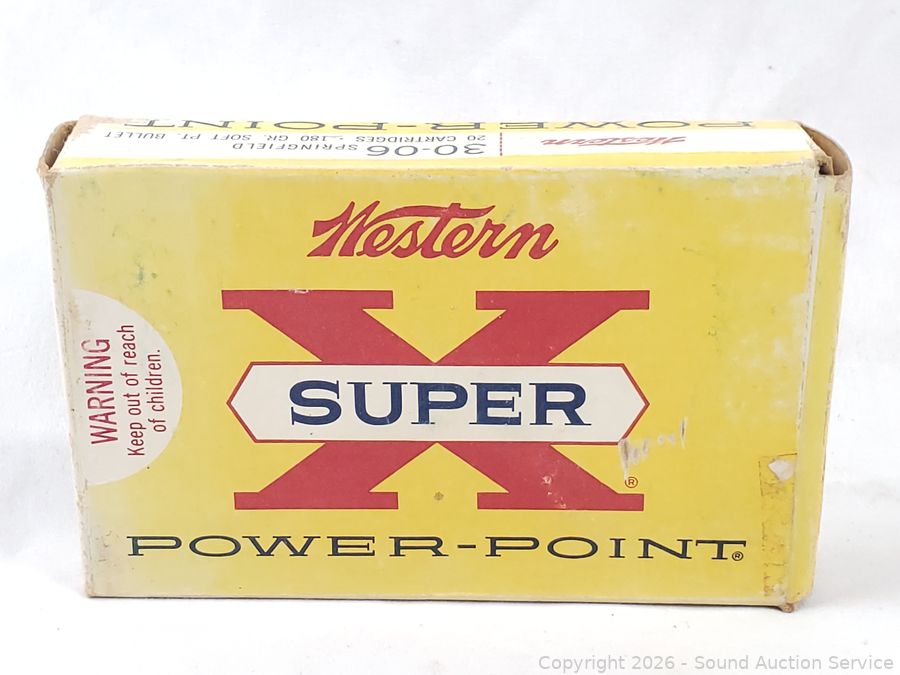 POWER-POINT
Western
30-06 SPRINGFIELD
20 CARTRIDGES - 180 GR. SOFT PT. BULLET
Western
X
SUPER
®
POWER-POINT®
WARNING
Keep out of reach
of children.
Copyright 2026 - Sound Auction Service